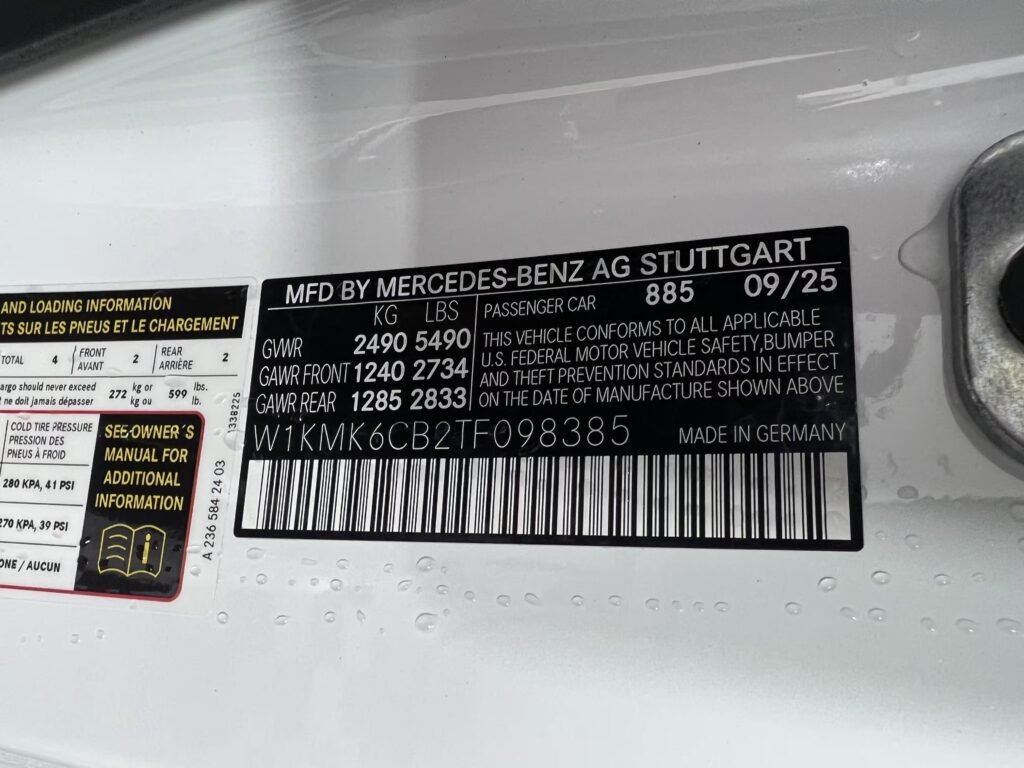 AND LOADING INFORMATION
TS SUR LES PNEUS ET LE CHARGEMENT
TOTAL 4 FRONT AVANT 2 REAR ARRIÈRE 2
argo should never exceed 272 kg or 599 lbs.
ne doit jamais dépasser kg ou lb.
COLD TIRE PRESSURE
PRESSION DES
PNEUS À FROID
280 KPA, 41 PSI
270 KPA, 39 PSI
ONE / AUCUN
SEE OWNER'S
MANUAL FOR
ADDITIONAL
INFORMATION
133822S
A 236 584 24 03
MFD BY MERCEDES-BENZ AG STUTTGART
KG LBS
GVWR 2490 5490
GAWR FRONT 1240 2734
GAWR REAR 1285 2833
PASSENGER CAR 885 09/25
THIS VEHICLE CONFORMS TO ALL APPLICABLE
U.S. FEDERAL MOTOR VEHICLE SAFETY,BUMPER
AND THEFT PREVENTION STANDARDS IN EFFECT
ON THE DATE OF MANUFACTURE SHOWN ABOVE
W1KMK6CB2TF098385 MADE IN GERMANY